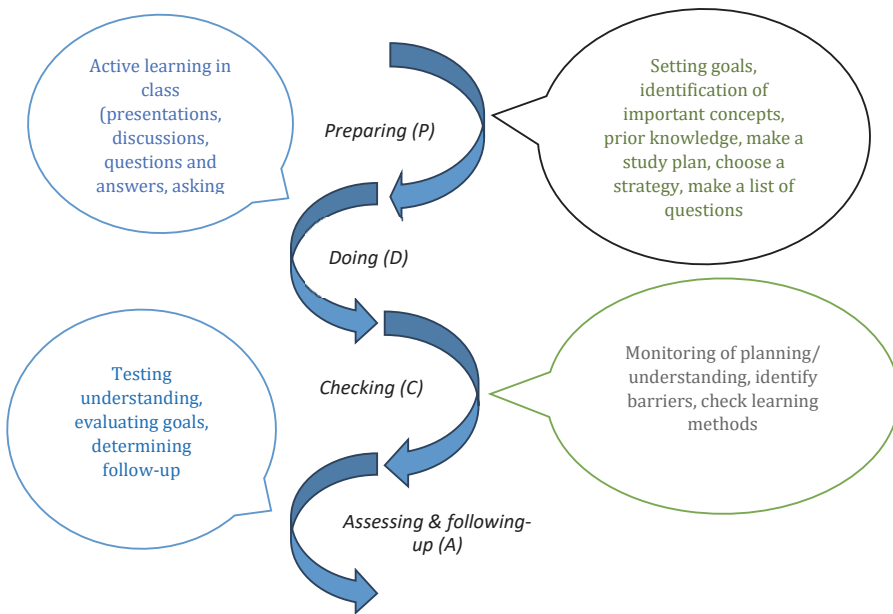 Active learning in
class
(presentations,
discussions,
questions and
answers, asking
Preparing (P)
Setting goals,
identification of
important concepts,
prior knowledge, make a
study plan, choose a
strategy, make a list of
questions
Doing (D)
Checking (C)
Monitoring of planning/
understanding, identify
barriers, check learning
methods
Testing
understanding,
evaluating goals,
determining
follow-up
Assessing & following-
up (A)